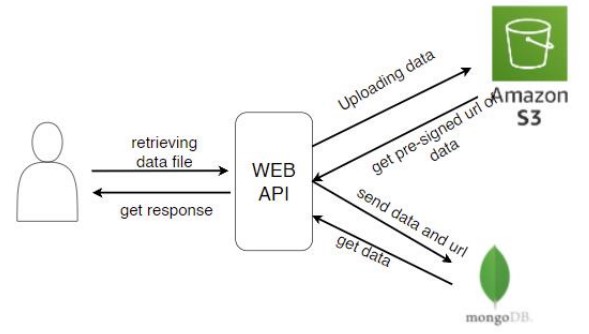 Uploading data
Amazon
S3
get pre-signed url of
data
retrieving
data file
WEB
API
get response
send data and url
get data
mongoDB.